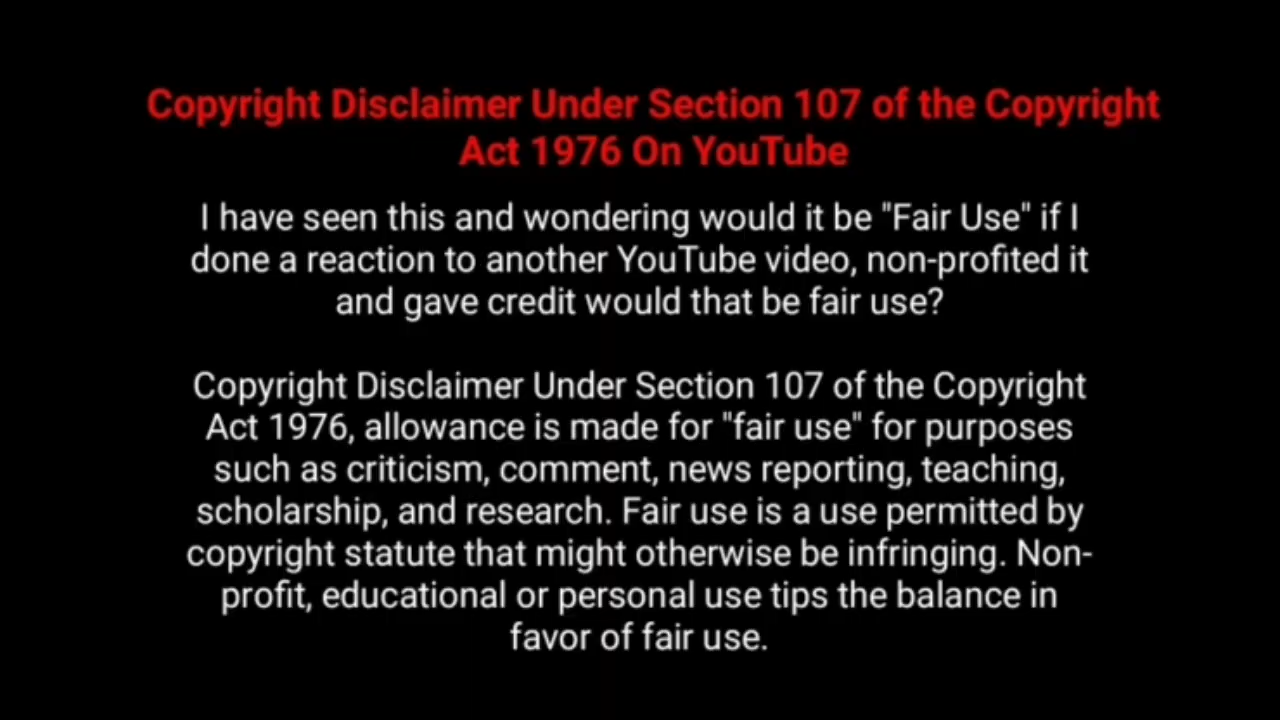 Copyright Disclaimer Under Section 107 of the Copyright
Act 1976 On YouTube
I have seen this and wondering would it be "Fair Use" if I
done a reaction to another YouTube video, non-profited it
and gave credit would that be fair use?
Copyright Disclaimer Under Section 107 of the Copyright
Act 1976, allowance is made for "fair use" for purposes
such as criticism, comment, news reporting, teaching,
scholarship, and research. Fair use is a use permitted by
copyright statute that might otherwise be infringing. Non-
profit, educational or personal use tips the balance in
favor of fair use.